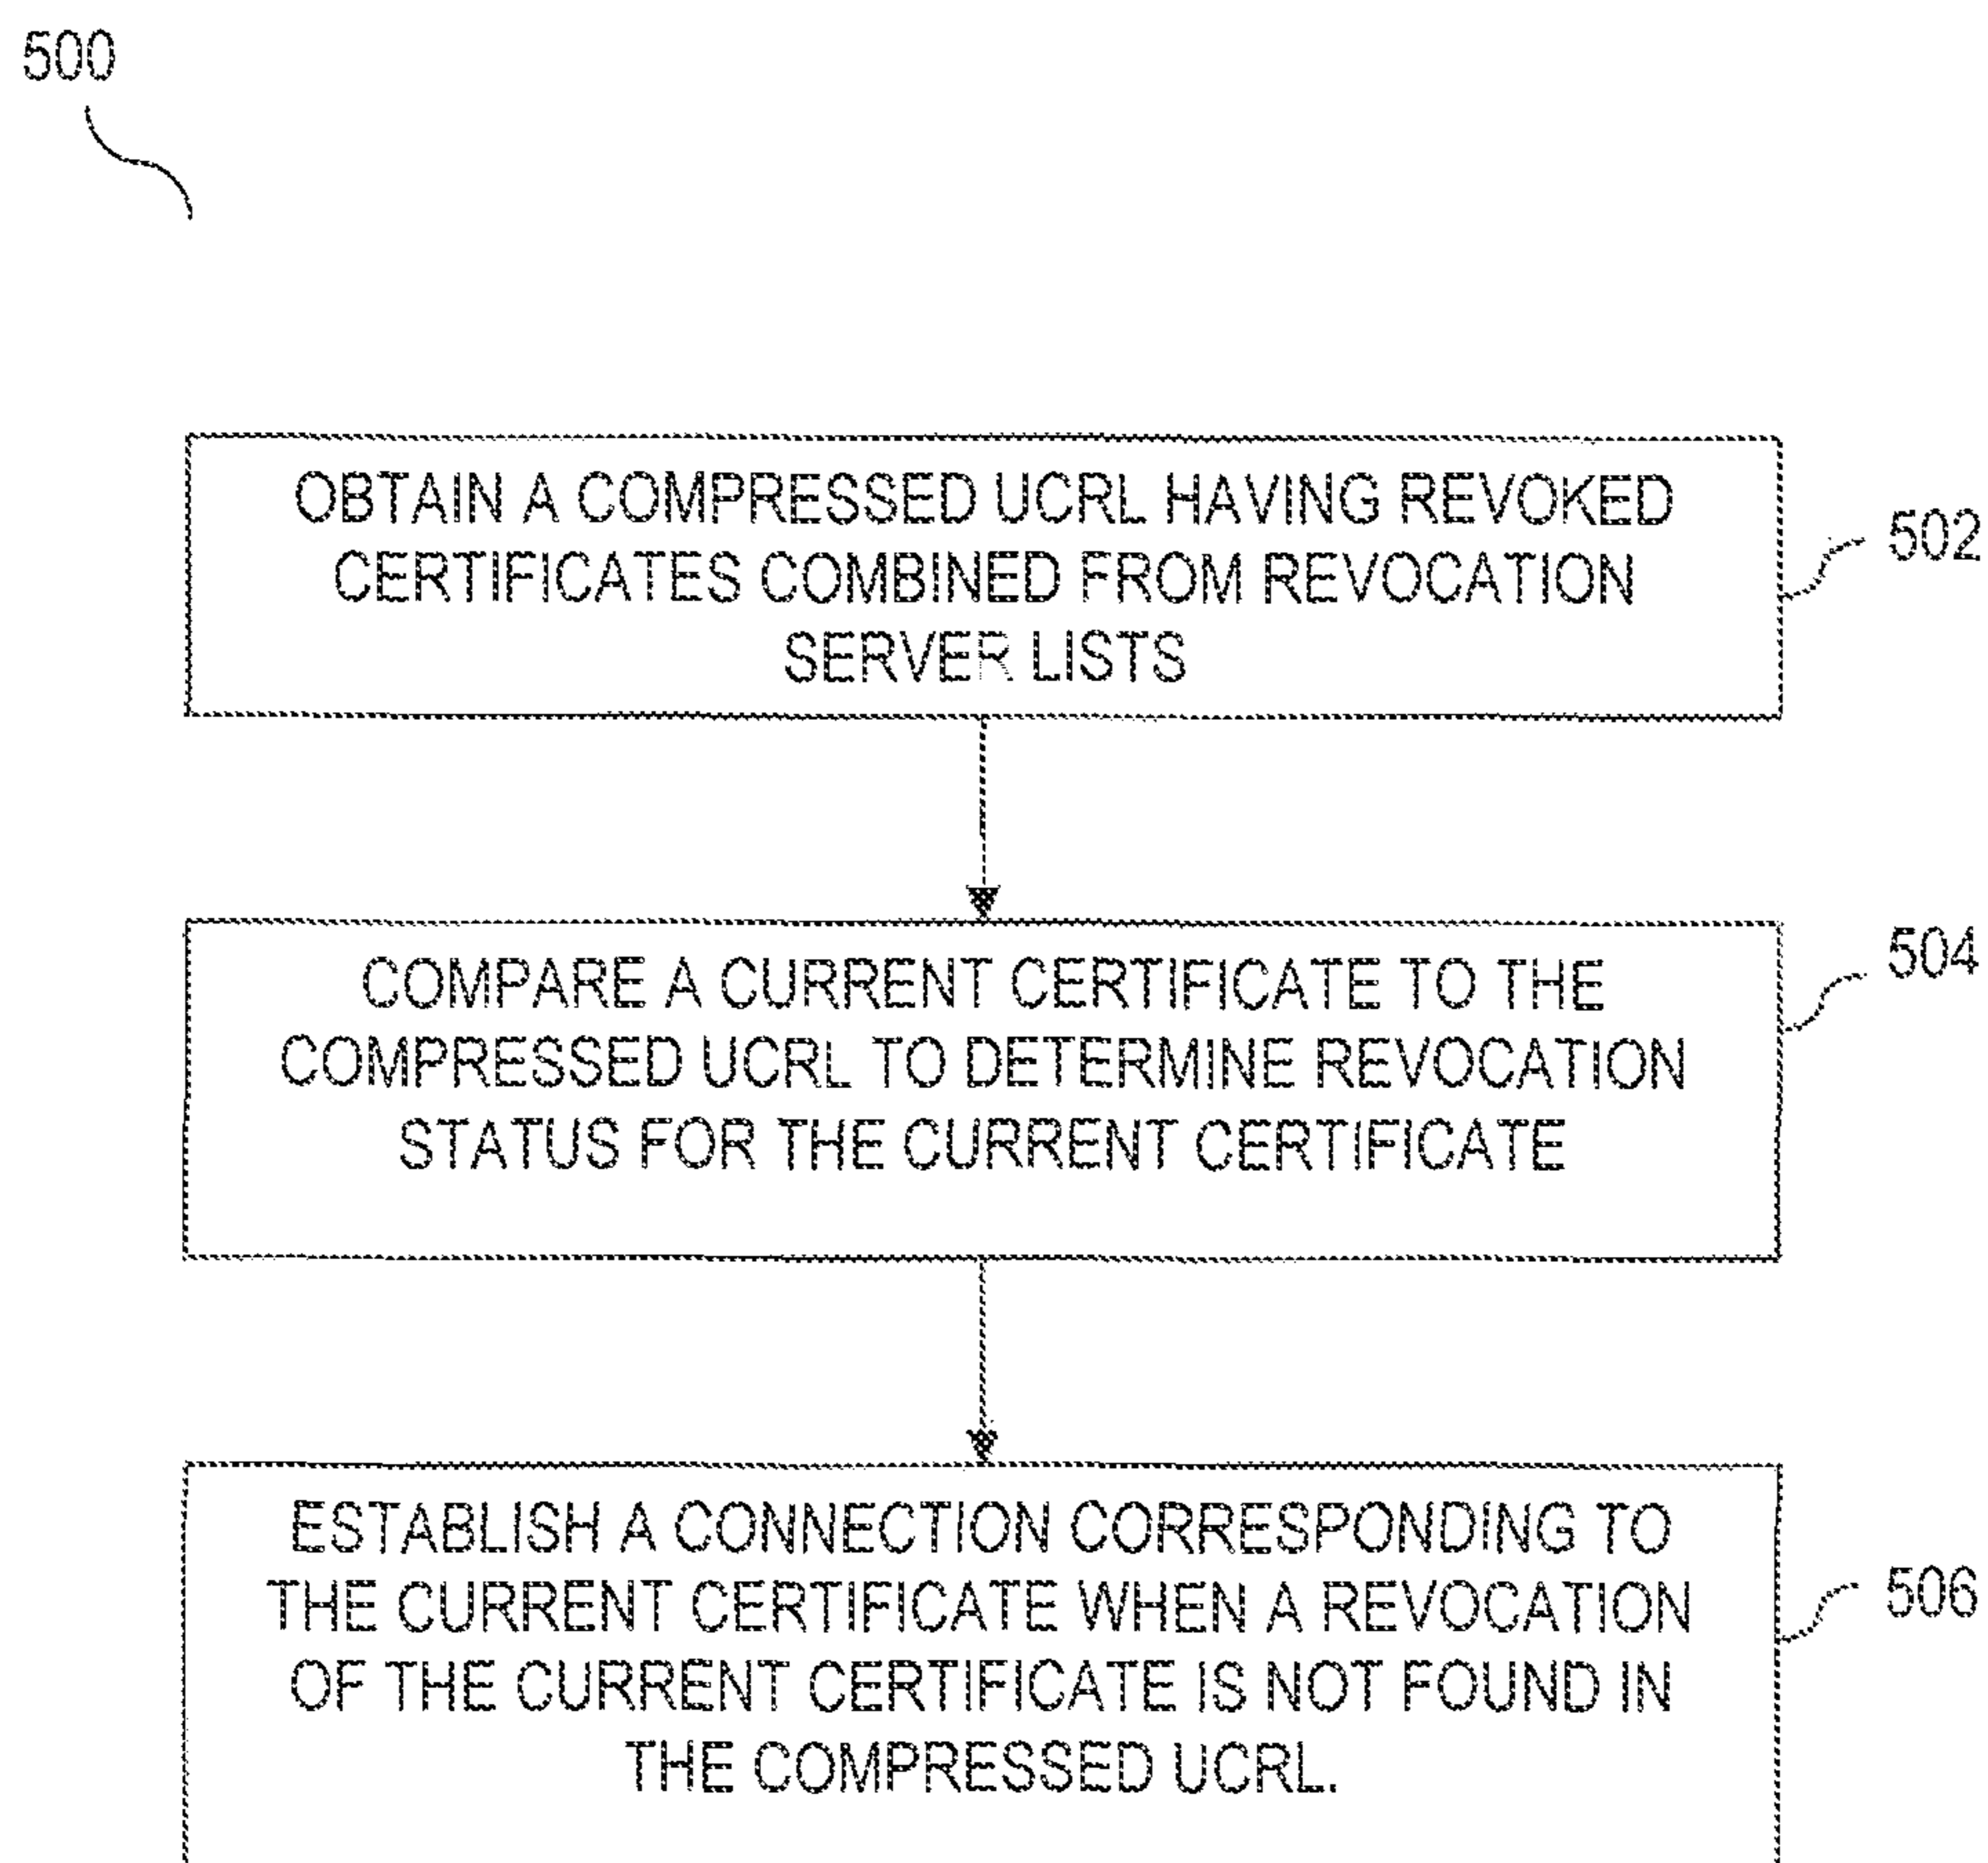 500
OBTAIN A COMPRESSED UCRL HAVING REVOKED
CERTIFICATES COMBINED FROM REVOCATION
SERVER LISTS
502
COMPARE A CURRENT CERTIFICATE TO THE
COMPRESSED UCRL TO DETERMINE REVOCATION
STATUS FOR THE CURRENT CERTIFICATE
504
ESTABLISH A CONNECTION CORRESPONDING TO
THE CURRENT CERTIFICATE WHEN A REVOCATION
OF THE CURRENT CERTIFICATE IS NOT FOUND IN
THE COMPRESSED UCRL.
506